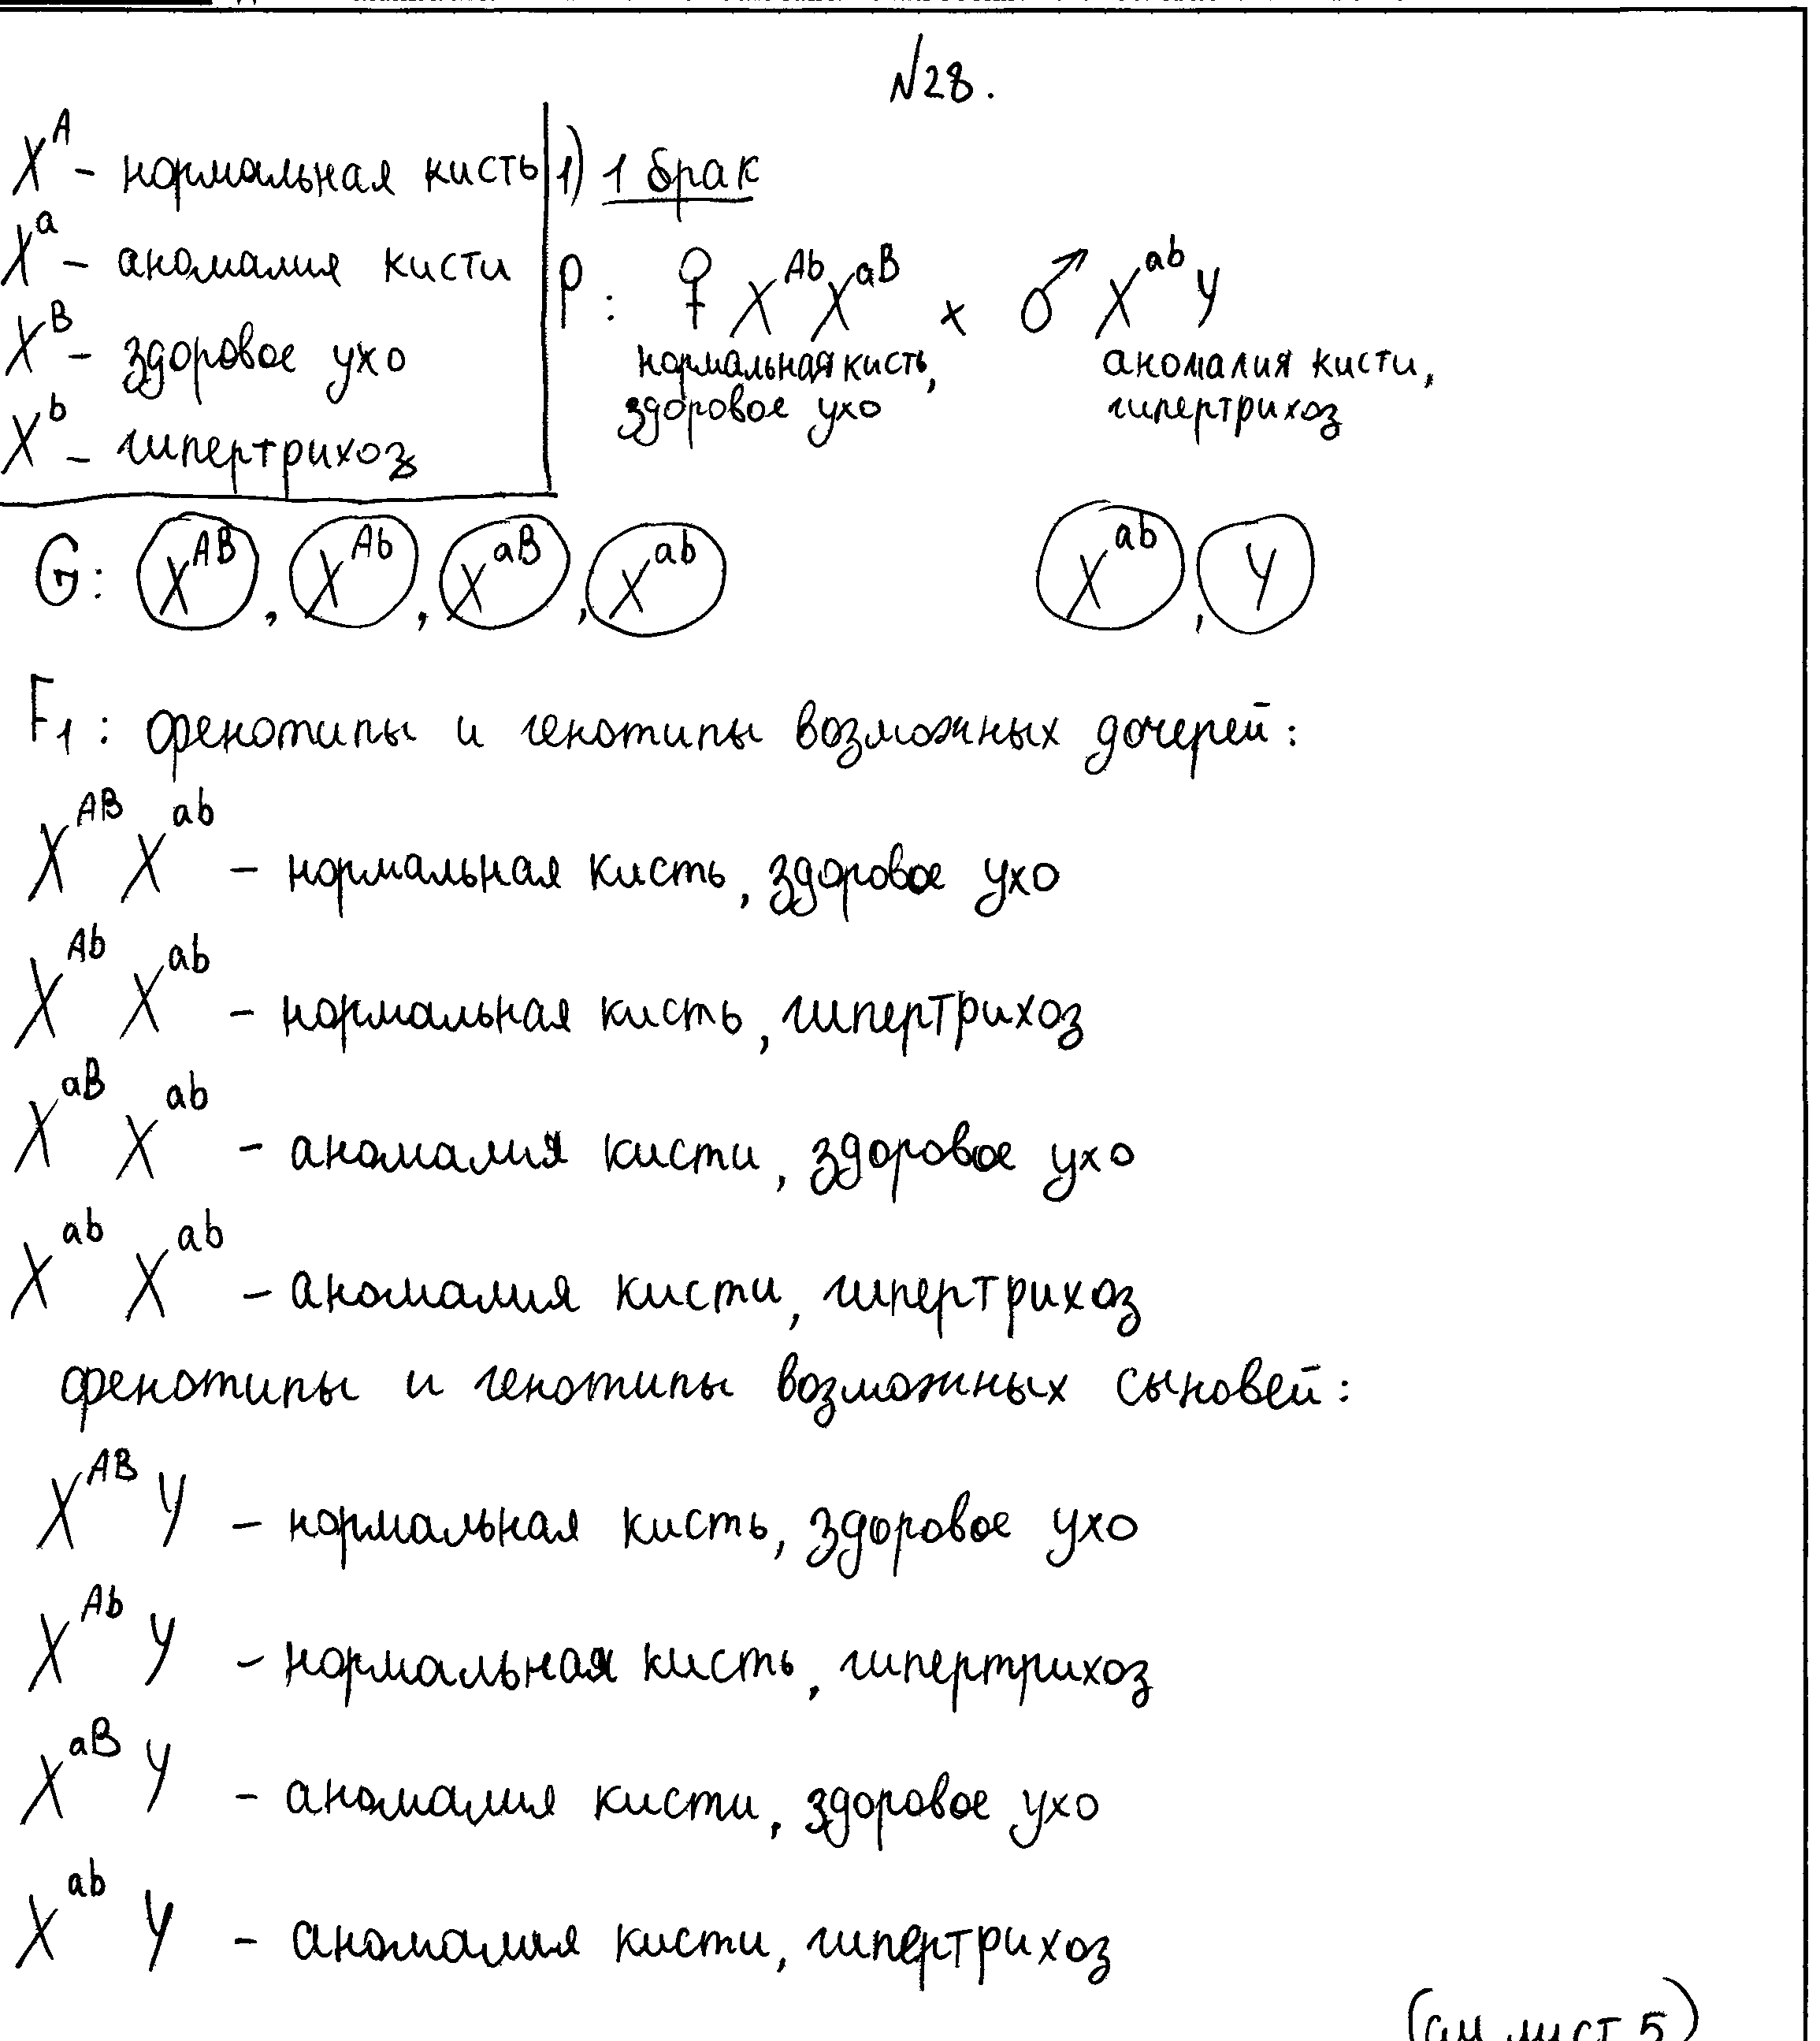 №28.
X^A - нормальная кисть
X^a - аномалия кисти
X^B - здоровое ухо
X^b - гипертрихоз
1) 1 брак
P: ♀ X^Ab X^aB x ♂ X^ab Y
нормальная кисть, аномалия кисти,
здоровое ухо гипертрихоз
G: X^AB, X^Ab, X^aB, X^ab X^ab, Y
F1: фенотипы и генотипы возможных дочерей:
X^AB X^ab - нормальная кисть, здоровое ухо
X^Ab X^ab - нормальная кисть, гипертрихоз
X^aB X^ab - аномалия кисти, здоровое ухо
X^ab X^ab - аномалия кисти, гипертрихоз
фенотипы и генотипы возможных сыновей:
X^AB Y - нормальная кисть, здоровое ухо
X^Ab Y - нормальная кисть, гипертрихоз
X^aB Y - аномалия кисти, здоровое ухо
X^ab Y - аномалия кисти, гипертрихоз
(см лист 5)